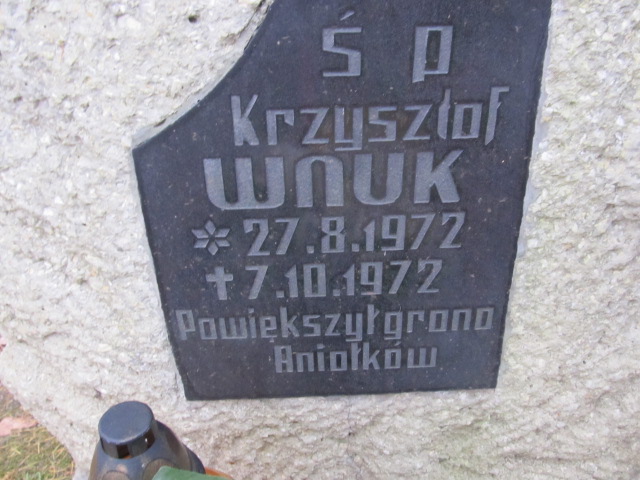 Ś P
Krzysztof
WNUK
* 27.8.1972
† 7.10.1972
Powiększył grono
Aniołków